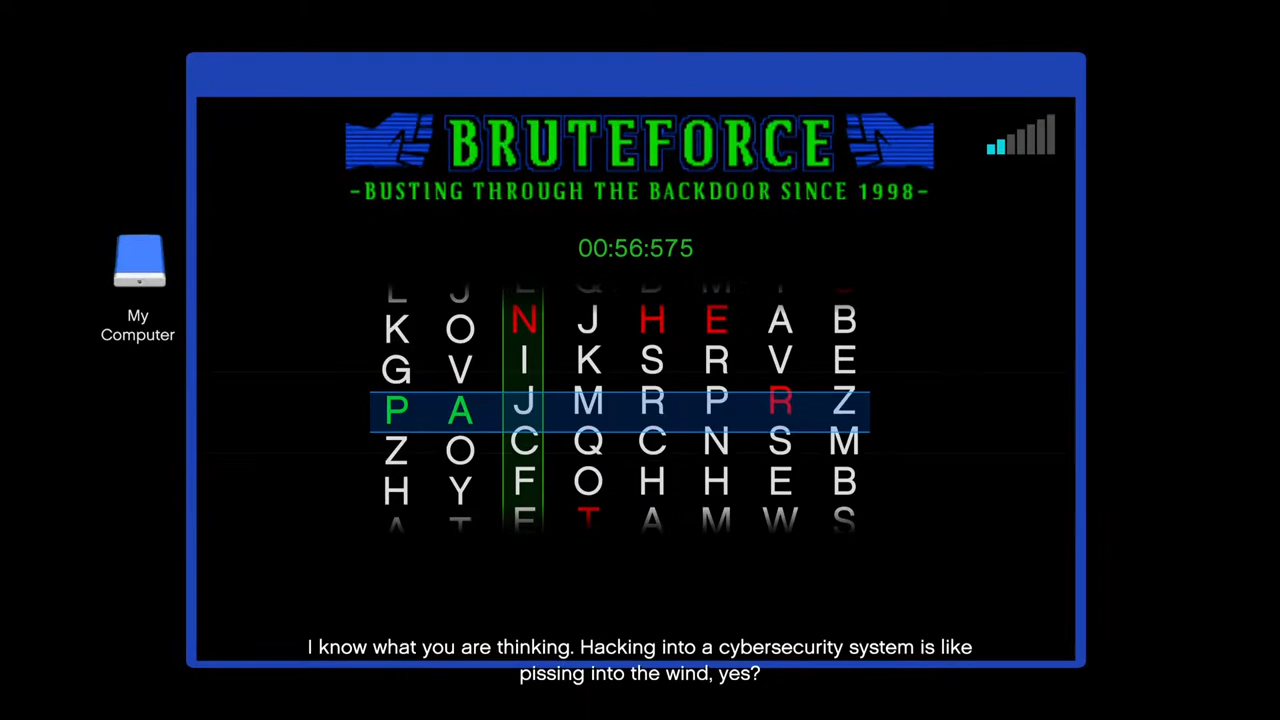 BRUTEFORCE
-BUSTING THROUGH THE BACKDOOR SINCE 1998-
00:56:575
My
Computer
L J E Q B M
K O N J H E A B
G V I K S R V E
P A J M R P R Z
Z O C Q C N S M
H Y F O H H E B
T A M W S
I know what you are thinking. Hacking into a cybersecurity system is like
pissing into the wind, yes?